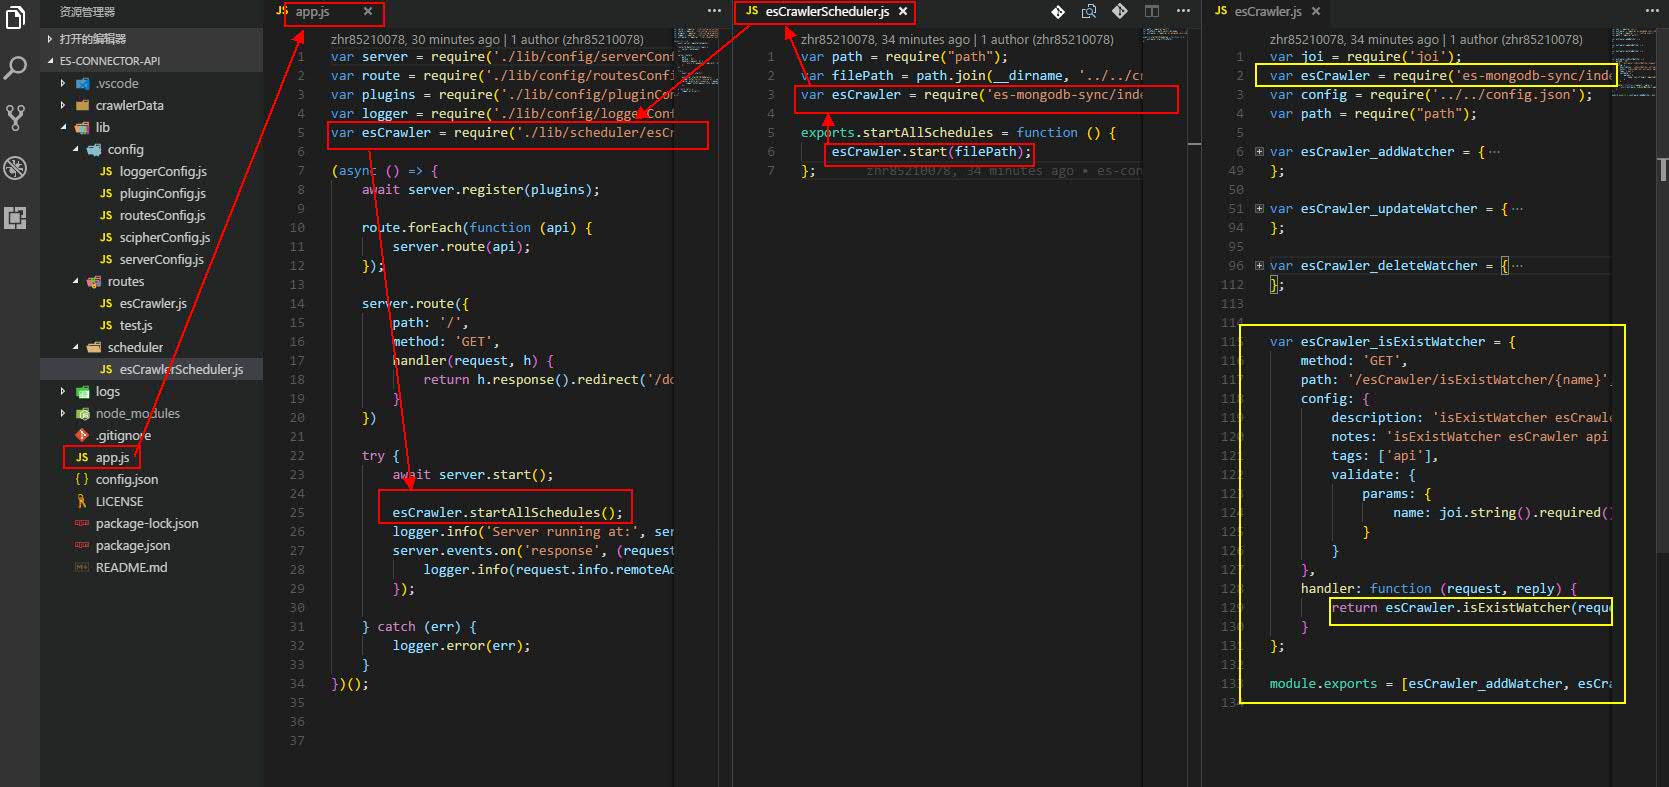 资源管理器
打开的编辑器
ES-CONNECTOR-API
.vscode
crawlerData
lib
config
JS loggerConfig.js
JS pluginConfig.js
JS routesConfig.js
JS scipherConfig.js
JS serverConfig.js
routes
JS esCrawler.js
JS test.js
scheduler
JS esCrawlerScheduler.js
logs
node_modules
.gitignore
JS app.js
{} config.json
LICENSE
package-lock.json
package.json
README.md
JS app.js ×
zhr85210078, 30 minutes ago | 1 author (zhr85210078)
1 var server = require('./lib/config/serverConf
2 var route = require('./lib/config/routesConfi
3 var plugins = require('./lib/config/pluginCon
4 var logger = require('./lib/config/loggerConf
5 var esCrawler = require('./lib/scheduler/esCr
6
7 (async () => {
8 await server.register(plugins);
9
10 route.forEach(function (api) {
11 server.route(api);
12 });
13
14 server.route({
15 path: '/',
16 method: 'GET',
17 handler(request, h) {
18 return h.response().redirect('/do
19 }
20 })
21
22 try {
23 await server.start();
24
25 esCrawler.startAllSchedules();
26 logger.info('Server running at:', ser
27 server.events.on('response', (request
28 logger.info(request.info.remoteAd
29 });
30
31 } catch (err) {
32 logger.error(err);
33 }
34 })();
35
36
37
JS esCrawlerScheduler.js ×
zhr85210078, 34 minutes ago | 1 author (zhr85210078)
1 var path = require("path");
2 var filePath = path.join(__dirname, '../../cr
3 var esCrawler = require('es-mongodb-sync/inde
4
5 exports.startAllSchedules = function () {
6 esCrawler.start(filePath);
7 }; zhr85210078, 34 minutes ago • es-con
JS esCrawler.js ×
zhr85210078, 34 minutes ago | 1 author (zhr85210078)
1 var joi = require('joi');
2 var esCrawler = require('es-mongodb-sync/inde
3 var config = require('../../config.json');
4 var path = require("path");
5
6 var esCrawler_addWatcher = {
49 };
50
51 var esCrawler_updateWatcher = {
94 };
95
96 var esCrawler_deleteWatcher = {
112 };
113
114
115 var esCrawler_isExistWatcher = {
116 method: 'GET',
117 path: '/esCrawler/isExistWatcher/{name}'
118 config: {
119 description: 'isExistWatcher esCrawle
120 notes: 'isExistWatcher esCrawler api
121 tags: ['api'],
122 validate: {
123 params: {
124 name: joi.string().required()
125 }
126 }
127 },
128 handler: function (request, reply) {
129 return esCrawler.isExistWatcher(reque
130 }
131 };
132
133 module.exports = [esCrawler_addWatcher, esCra
134